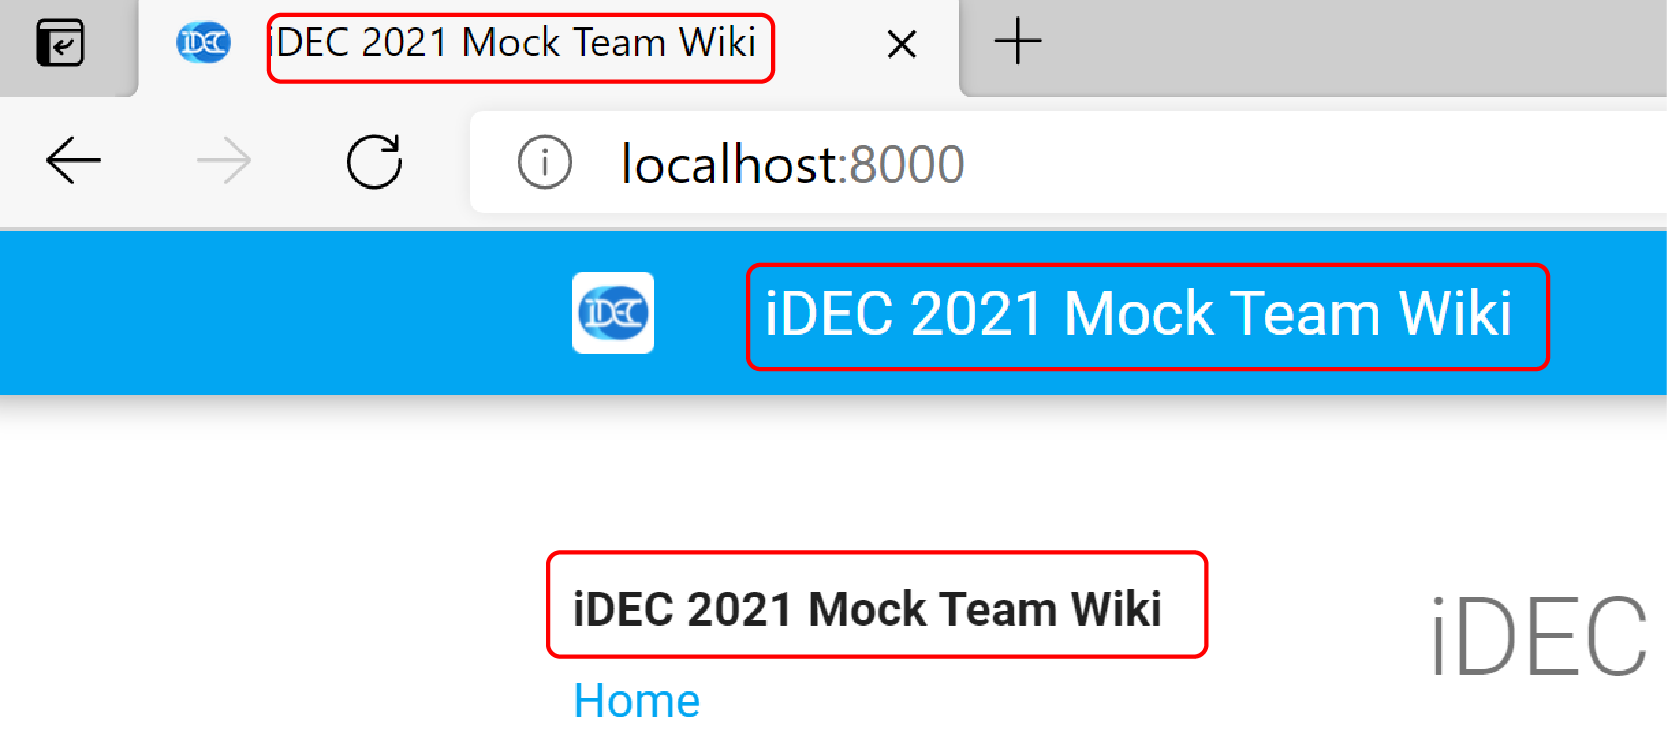 iDEC iDEC 2021 Mock Team Wiki
localhost:8000
iDEC iDEC 2021 Mock Team Wiki
iDEC 2021 Mock Team Wiki
iDEC
Home